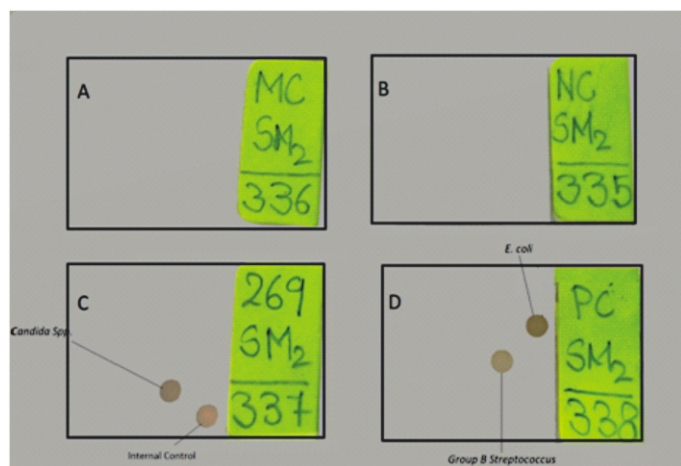 A
MC
SM2
336
B
NC
SM2
335
C
269
SM2
337
Candida Spp.
Internal Control
D
PC
SM2
338
E. coli
Group B Streptococcus